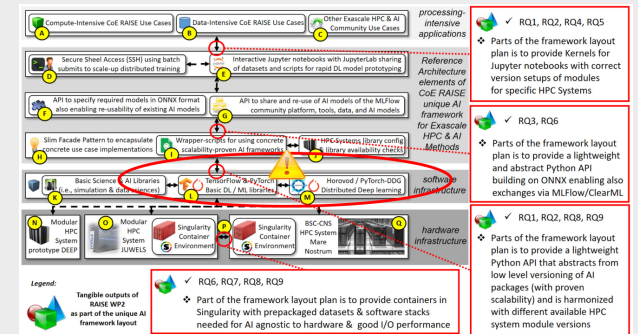 Compute-Intensive CoE RAISE Use Cases
A
Data-Intensive CoE RAISE Use Cases
B
Other Exascale HPC & AI
Community Use Cases
C
processing-
intensive
applications
Secure Sheel Access (SSH) using batch
submits to scale-up distributed training
D
Interactive Jupyter notebooks with JupyterLab sharing
of datasets and scripts for rapid DL model prototyping
E
API to specify required models in ONNX format
also enabling re-usability of existing AI models
F
API to share and re-use of AI models of the MLFlow
community platform, tools, data, and AI models
G
Slim Facade Pattern to encapsulate
concrete use case implementations
H
Wrapper-scripts for using concrete
scalability-proven AI frameworks
I
HPC Systems library config
& library availability checks
J
Reference
Architecture
elements of
CoE RAISE
unique AI
framework
for Exascale
HPC & AI
Methods
Basic Science & AI Libraries
(i.e., simulation & data sciences)
K
TensorFlow & PyTorch
Basic DL / ML libraries
L
Horovod / PyTorch-DDG
Distributed Deep learning
M
software
infrastructure
N
Modular
HPC
System
prototype DEEP
O
Modular
HPC
System
JUWELS
Singularity
Container
Environment
P
Singularity
Container
Environment
BSC-CNS
HPC System
Mare
Nostrum
Q
hardware
infrastructure
Legend:
Tangible outputs of
RAISE WP2
as part of the unique AI
framework layout
✓ RQ6, RQ7, RQ8, RQ9
❖ Part of the framework layout plan is to provide containers in
Singularity with prepackaged datasets & software stacks
needed for AI agnostic to hardware & good I/O performance
✓ RQ1, RQ2, RQ4, RQ5
❖ Parts of the framework layout
plan is to provide Kernels for
Jupyter notebooks with correct
version setups of modules
for specific HPC Systems
✓ RQ3, RQ6
❖ Part of the framework layout
plan is to provide a lightweight
and abstract Python API
building on ONNX enabling also
exchanges via MLFlow/ClearML
✓ RQ1, RQ2, RQ8, RQ9
❖ Parts of the framework layout
plan is to provide a lightweight
Python API that abstracts from
low level versioning of AI
packages (with proven
scalability) and is harmonized
with different available HPC
system module versions